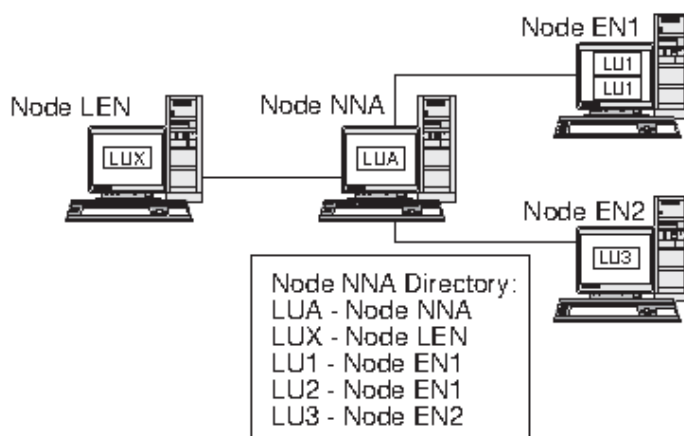 Node EN1
LU1
LU1
Node LEN
Node NNA
LUX
LUA
Node EN2
LU3
Node NNA Directory:
LUA - Node NNA
LUX - Node LEN
LU1 - Node EN1
LU2 - Node EN1
LU3 - Node EN2